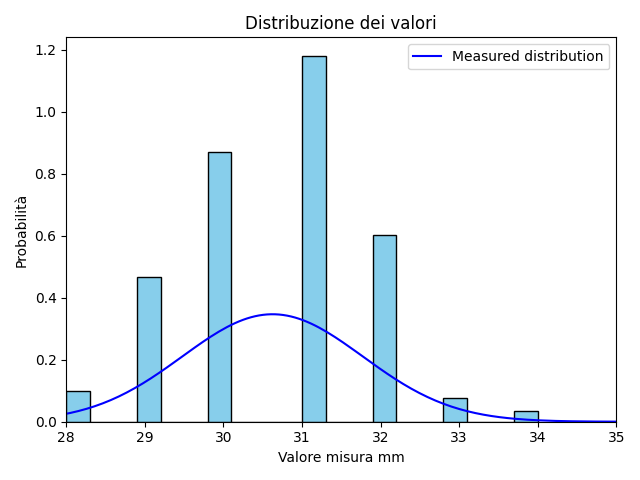 Distribuzione dei valori
Measured distribution
Probabilità
1.2
1.0
0.8
0.6
0.4
0.2
0.0
28 29 30 31 32 33 34 35
Valore misura mm